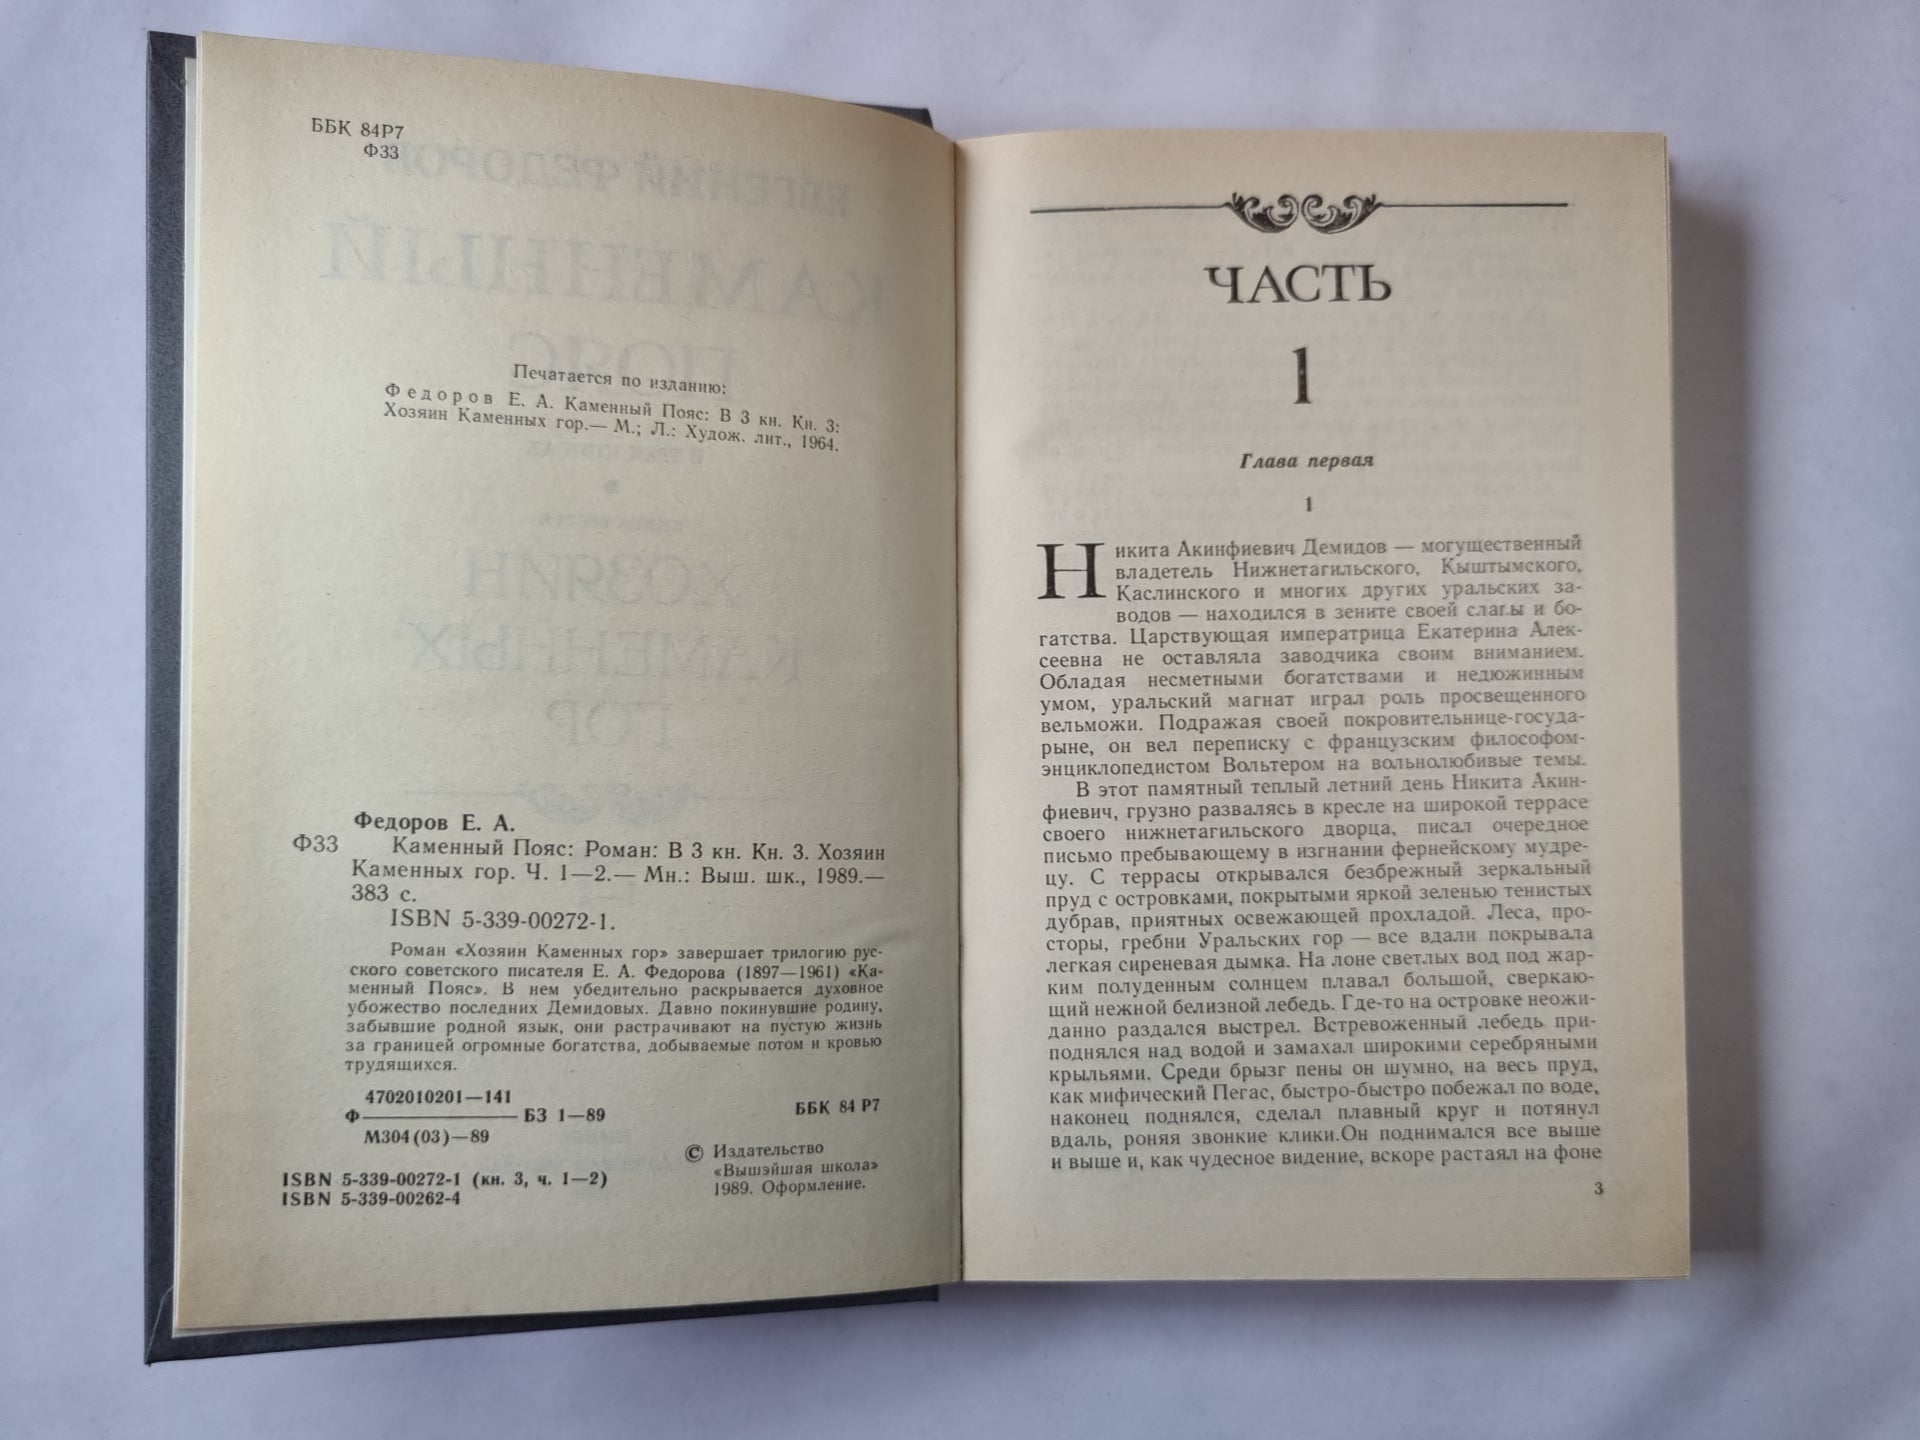 ББК 84Р7
Ф33
Печатается по изданию:
Федоров Е. А. Каменный Пояс: В 3 кн. Кн. 3:
Хозяин Каменных гор.— М.; Л.: Худож. лит., 1964.
Федоров Е. А.
Ф33 Каменный Пояс: Роман: В 3 кн. Кн. 3. Хозяин
Каменных гор. Ч. 1—2.— Мн.: Выш. шк., 1989.—
383 с.
ISBN 5-339-00272-1.
Роман «Хозяин Каменных гор» завершает трилогию рус-
ского советского писателя Е. А. Федорова (1897—1961) «Ка-
менный Пояс». В нем убедительно раскрывается духовное
убожество последних Демидовых. Давно покинувшие родину,
забывшие родной язык, они растрачивают на пустую жизнь
за границей огромные богатства, добываемые потом и кровью
трудящихся.
4702010201—141
Ф — БЗ 1—89
М304(03)—89
ББК 84 Р7
© Издательство
«Вышэйшая школа»
1989. Оформление.
ISBN 5-339-00272-1 (кн. 3, ч. 1—2)
ISBN 5-339-00262-4
ЧАСТЬ
1
Глава первая
1
Никита Акинфиевич Демидов — могущественный
владетель Нижнетагильского, Кыштымского,
Каслинского и многих других уральских за-
водов — находился в зените своей славы и бо-
гатства. Царствующая императрица Екатерина Алек-
сеевна не оставляла заводчика своим вниманием.
Обладая несметными богатствами и недюжинным
умом, уральский магнат играл роль просвещенного
вельможи. Подражая своей покровительнице-госуда-
рыне, он вел переписку с французским философом-
энциклопедистом Вольтером на вольнолюбивые темы.
В этот памятный теплый летний день Никита Акин-
фиевич, грузно развалясь в кресле на широкой террасе
своего нижнетагильского дворца, писал очередное
письмо пребывающему в изгнании фернейскому мудре-
цу. С террасы открывался безбрежный зеркальный
пруд с островками, покрытыми яркой зеленью тенистых
дубрав, приятных освежающей прохладой. Леса, про-
сторы, гребни Уральских гор — все вдали покрывала
легкая сиреневая дымка. На лоне светлых вод под жар-
ким полуденным солнцем плавал большой, сверкаю-
щий нежной белизной лебедь. Где-то на островке неожи-
данно раздался выстрел. Встревоженный лебедь при-
поднялся над водой и замахал широкими серебряными
крыльями. Среди брызг пены он шумно, на весь пруд,
как мифический Пегас, быстро-быстро побежал по воде,
наконец поднялся, сделал плавный круг и потянул
вдаль, роняя звонкие клики.Он поднимался все выше
и выше и, как чудесное видение, вскоре растаял на фоне
3